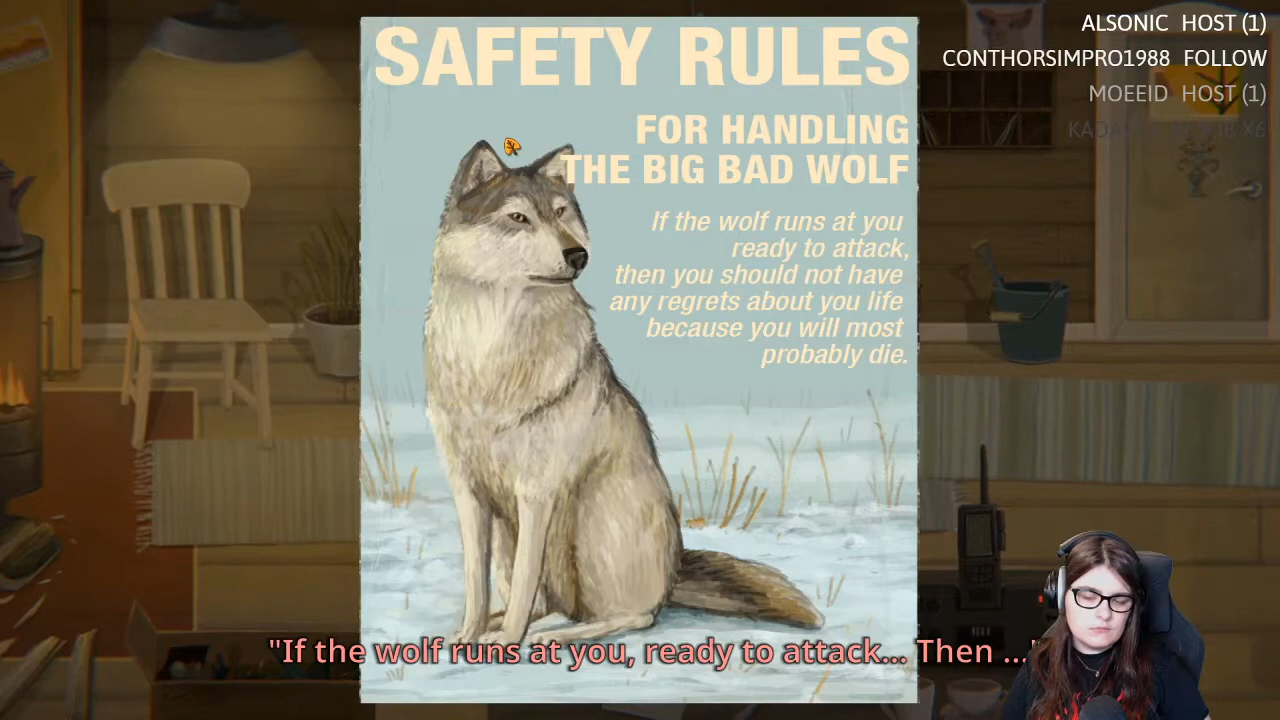 SAFETY RULES
FOR HANDLING
THE BIG BAD WOLF
If the wolf runs at you
ready to attack,
then you should not have
any regrets about you life
because you will most
probably die.
ALSONIC HOST (1)
CONTHORSIMPRO1988 FOLLOW
MOEEID HOST (1)
"If the wolf runs at you, ready to attack... Then ..."